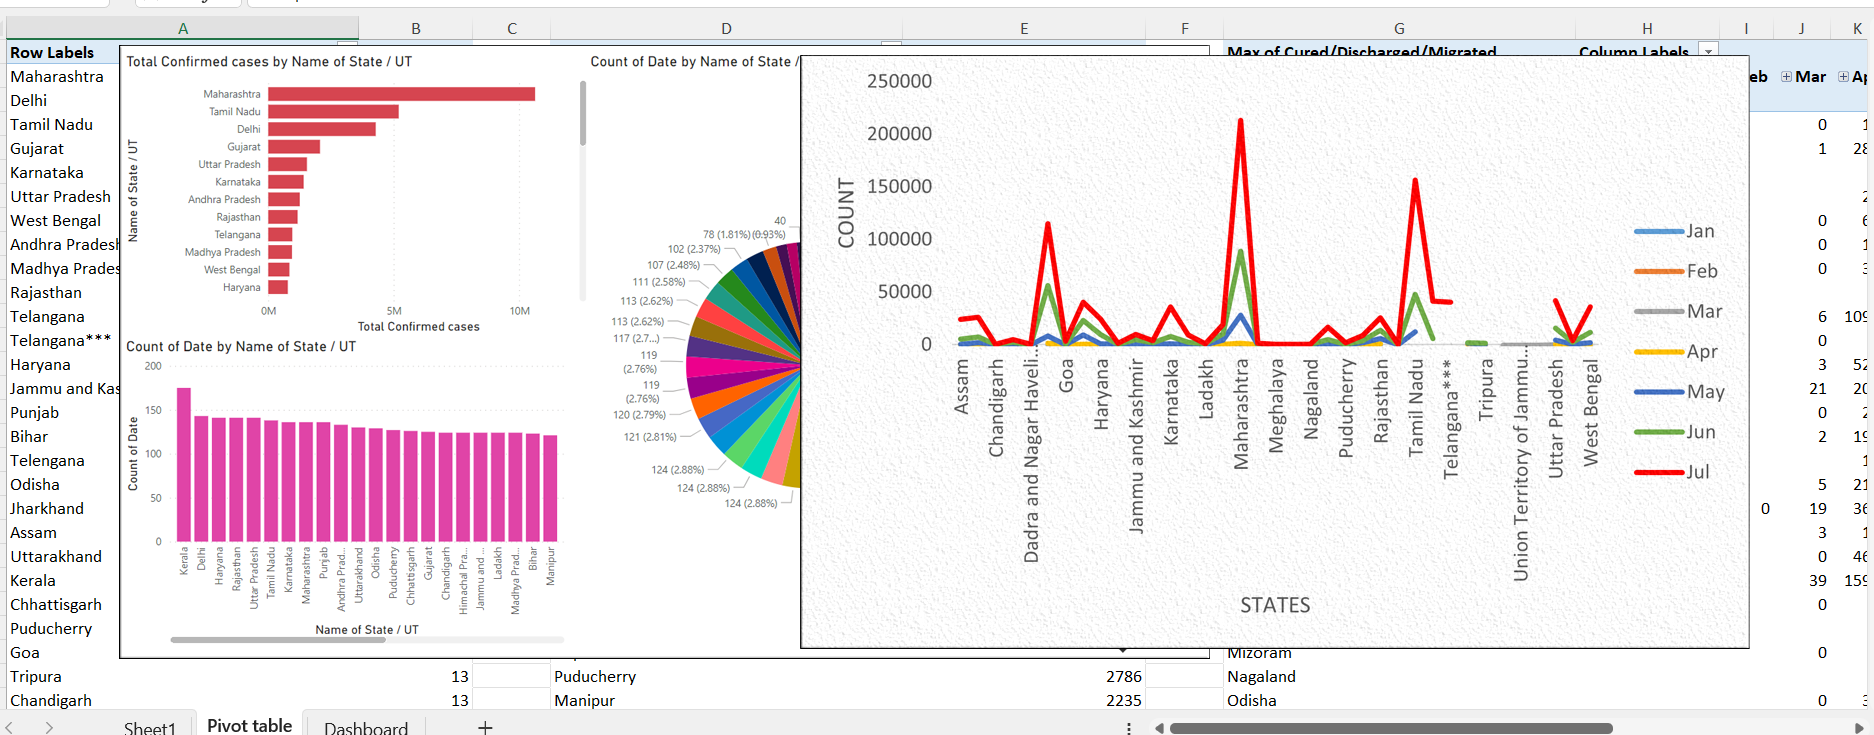 A B C D E F G H I J K
Row Labels
Maharashtra
Delhi
Tamil Nadu
Gujarat
Karnataka
Uttar Pradesh
West Bengal
Andhra Pradesh
Madhya Prades
Rajasthan
Telangana
Telangana***
Haryana
Jammu and Kas
Punjab
Bihar
Telengana
Odisha
Jharkhand
Assam
Uttarakhand
Kerala
Chhattisgarh
Puducherry
Goa
Tripura 13 Puducherry 2786
Chandigarh 13 Manipur 2235
Total Confirmed cases by Name of State / UT
Name of State / UT
Maharashtra
Tamil Nadu
Delhi
Gujarat
Uttar Pradesh
Karnataka
Andhra Pradesh
Rajasthan
Telangana
Madhya Pradesh
West Bengal
Haryana
0M 5M 10M
Total Confirmed cases
Count of Date by Name of State / UT
Count of Date
200
150
100
50
0
Kerala
Delhi
Haryana
Rajasthan
Uttar Pradesh
Tamil Nadu
Karnataka
Maharashtra
Punjab
Andhra Prad...
Uttarakhand
Odisha
Puducherry
Chhattisgarh
Gujarat
Chandigarh
Himachal Pra...
Jammu and ...
Ladakh
Madhya Prad...
Bihar
Manipur
Name of State / UT
Count of Date by Name of State /
40
(0.93%)
78 (1.81%)
102 (2.37%)
107 (2.48%)
111 (2.58%)
113 (2.62%)
113 (2.62%)
117 (2.7...)
119
(2.76%)
119
(2.76%)
120 (2.79%)
121 (2.81%)
124 (2.88%)
124 (2.88%)
124 (2.88%)
Max of Cured/Discharged/Migrated Column Labels
eb Mar
COUNT
250000
200000
150000
100000
50000
0
Assam
Chandigarh
Dadra and Nagar Haveli...
Goa
Haryana
Jammu and Kashmir
Karnataka
Ladakh
Maharashtra
Meghalaya
Nagaland
Puducherry
Rajasthan
Tamil Nadu
Telangana***
Tripura
Union Territory of Jammu...
Uttar Pradesh
West Bengal
STATES
Jan
Feb
Mar
Apr
May
Jun
Jul
0 1
1 28
2
0 6
0 1
0 3
6 109
0
3 52
21 20
0 2
2 19
1
5 21
0 19 36
3 1
0 46
39 159
0
Mizoram 0
Nagaland
Odisha 0 3
Sheet1 Pivot table Dashboard +